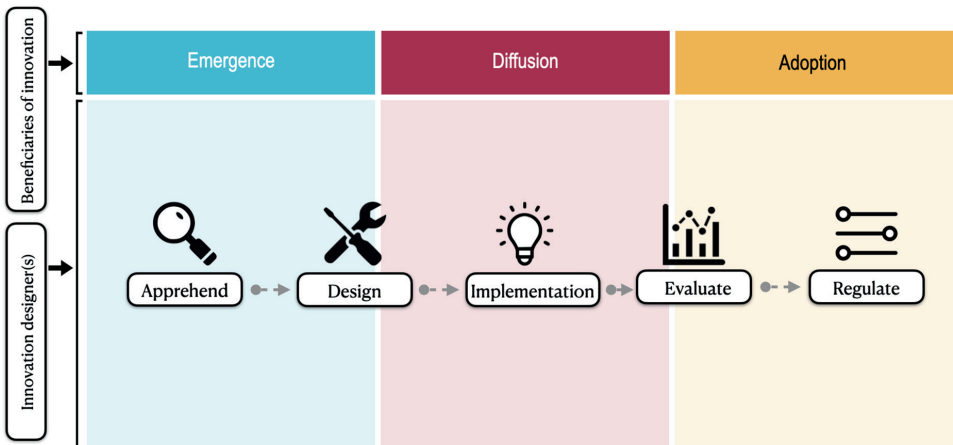 Beneficiaries of innovation
Emergence
Diffusion
Adoption
Innovation designer(s)
Apprehend
Design
Implementation
Evaluate
Regulate